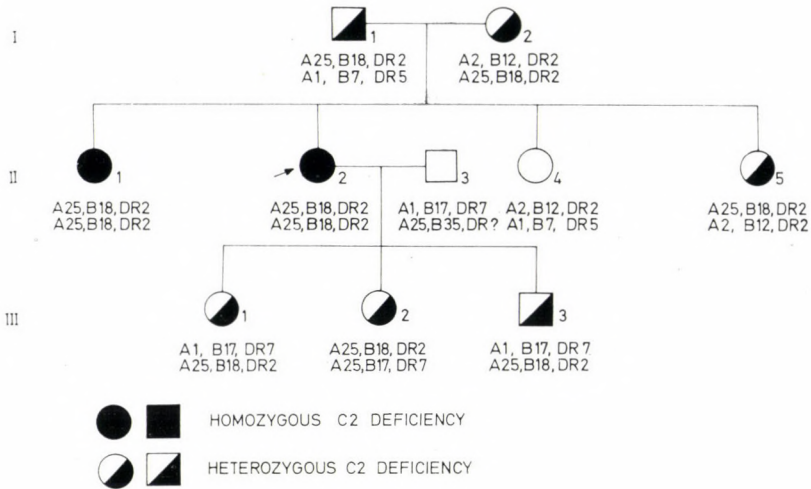 I
1
2
A25,B18,DR2
A1, B7, DR5
A2, B12, DR2
A25,B18,DR2
II
1
2
3
4
5
A25,B18,DR2
A25,B18,DR2
A25,B18,DR2
A25,B18,DR2
A1, B17, DR7
A25,B35,DR?
A2, B12, DR2
A1, B7, DR5
A25,B18,DR2
A2, B12, DR2
III
1
2
3
A1, B17, DR7
A25,B18, DR2
A25,B18, DR2
A25,B17, DR7
A1, B17, DR7
A25,B18, DR2
HOMOZYGOUS C2 DEFICIENCY
HETEROZYGOUS C2 DEFICIENCY